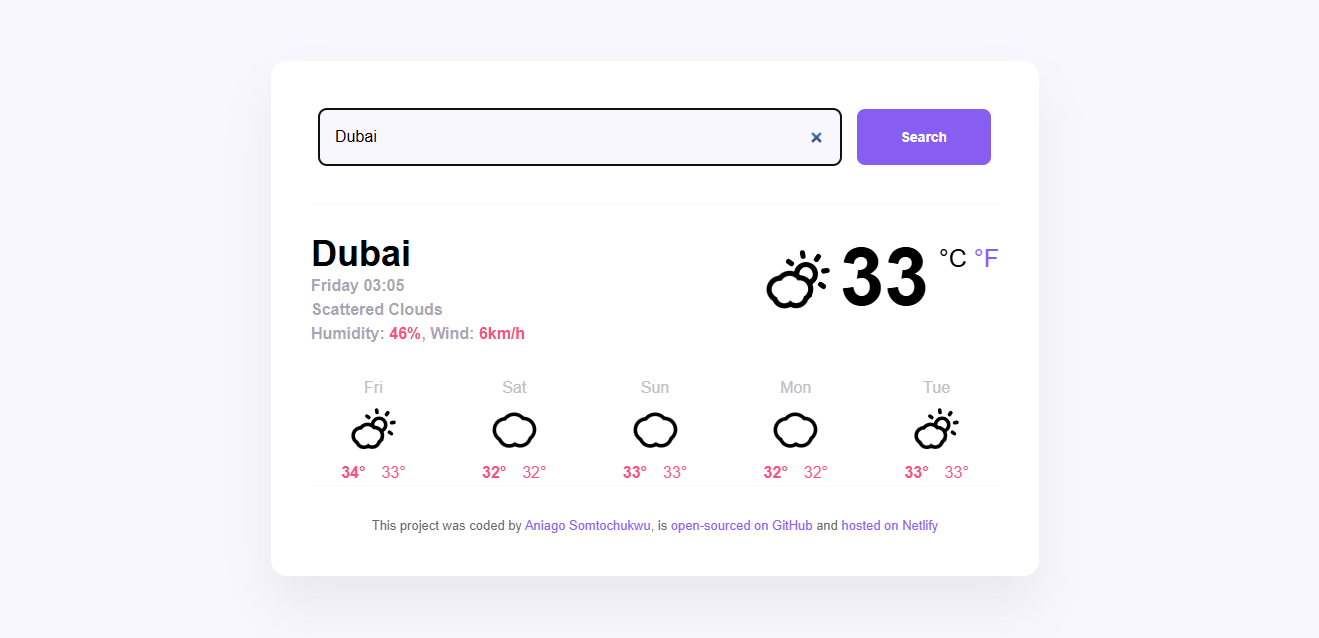 Dubai
Search
Dubai
33 °C °F
Friday 03:05
Scattered Clouds
Humidity: 46%, Wind: 6km/h
Fri Sat Sun Mon Tue
34° 33° 32° 32° 33° 33° 32° 32° 33° 33°
This project was coded by Aniago Somtochukwu, is open-sourced on GitHub and hosted on Netlify